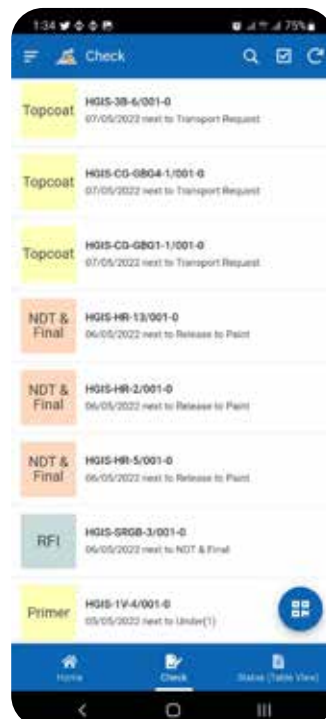 1:34
75%
Check
Topcoat
HGIS-3B-6/001-0
07/05/2022 next to Transport Request
Topcoat
HGIS-CG-GBG4-1/001-0
07/05/2022 next to Transport Request
Topcoat
HGIS-CG-GBG1-1/001-0
07/05/2022 next to Transport Request
NDT &
Final
HGIS-HR-13/001-0
06/05/2022 next to Release to Paint
NDT &
Final
HGIS-HR-2/001-0
06/05/2022 next to Release to Paint
NDT &
Final
HGIS-HR-5/001-0
06/05/2022 next to Release to Paint
RFI
HGIS-SRGB-3/001-0
06/05/2022 next to NDT & Final
Primer
HGIS-1V-4/001-0
05/05/2022 next to Under(1)
Home
Check
Status (Table View)